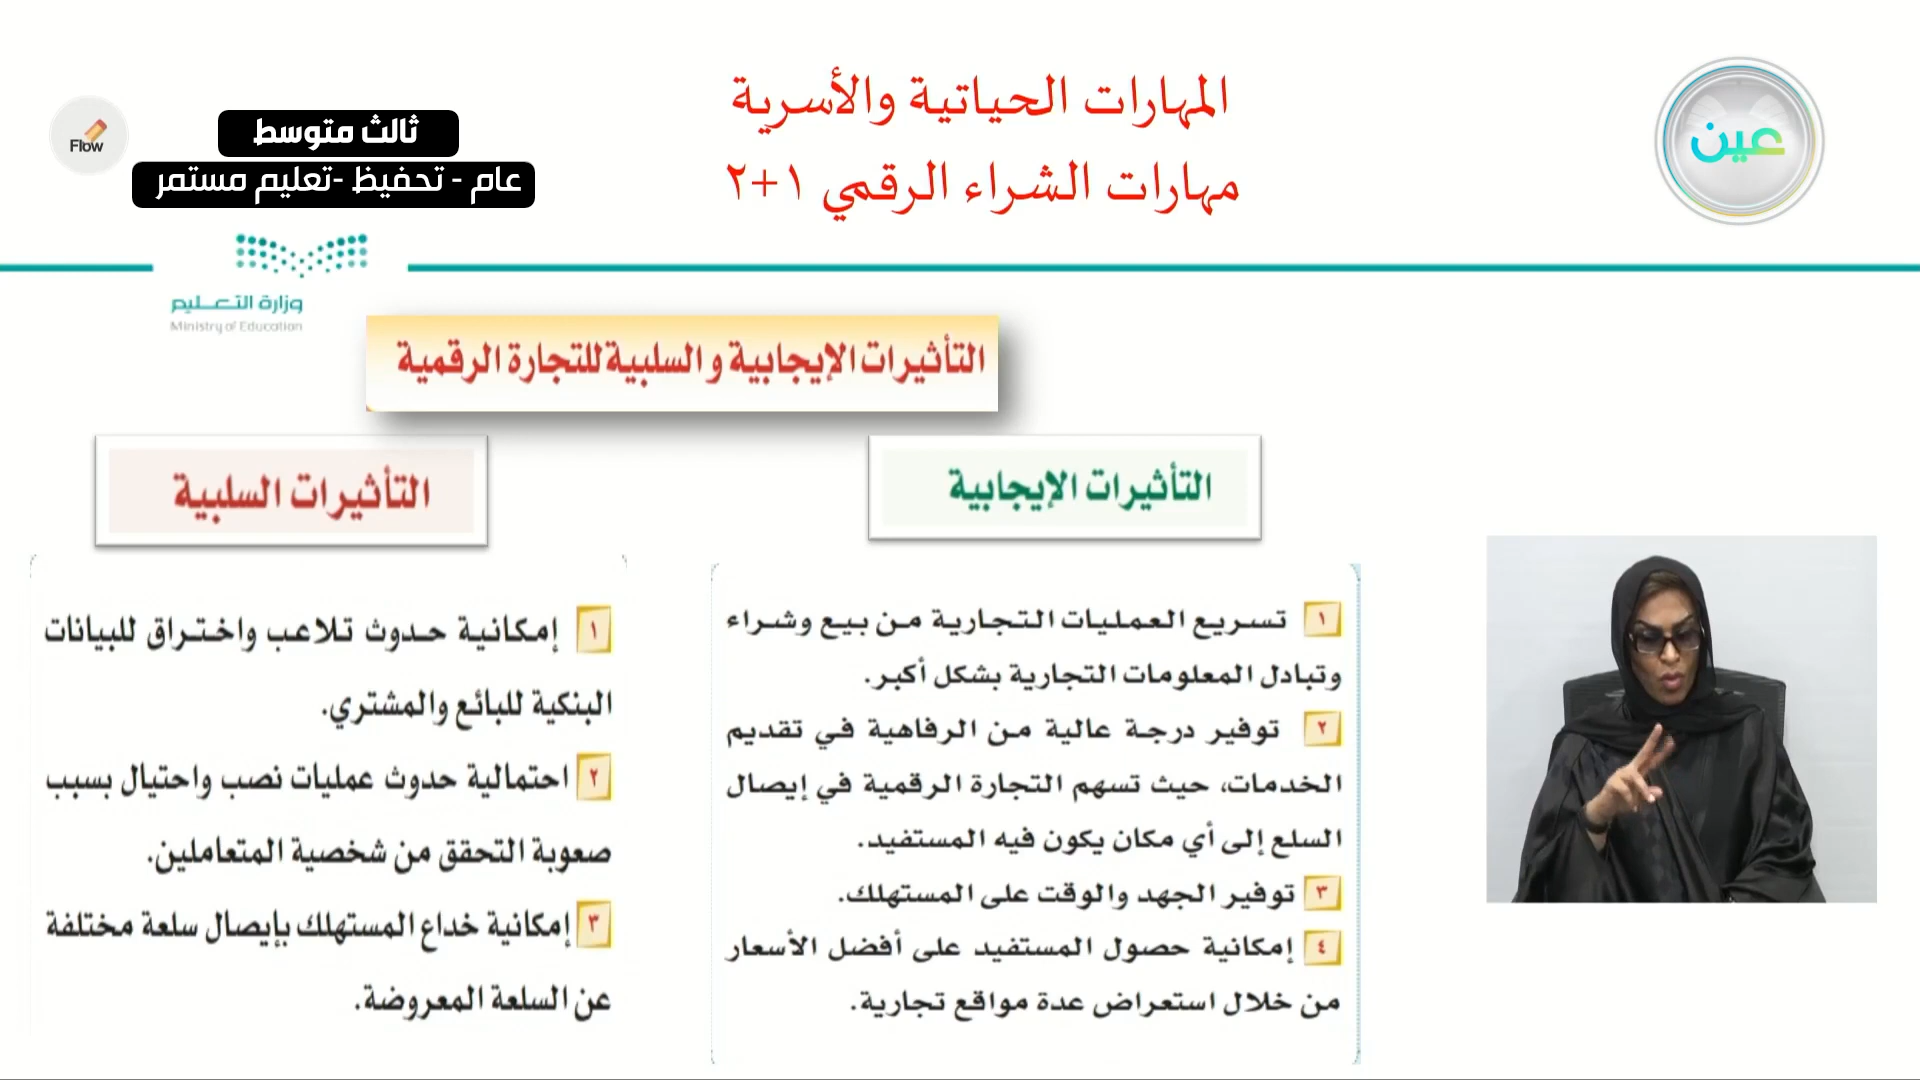 المهارات الحياتية والأسرية
مهارات الشراء الرقمي ١+٢
عين
ثالث متوسط
عام - تحفيظ -تعليم مستمر
Flow
وزارة التعليم
Ministry of Education
التأثيرات الإيجابية والسلبية للتجارة الرقمية
التأثيرات الإيجابية
١ تسريع العمليات التجارية من بيع وشراء
وتبادل المعلومات التجارية بشكل أكبر.
٢ توفير درجة عالية من الرفاهية في تقديم
الخدمات، حيث تسهم التجارة الرقمية في إيصال
السلع إلى أي مكان يكون فيه المستفيد.
٣ توفير الجهد والوقت على المستهلك.
٤ إمكانية حصول المستفيد على أفضل الأسعار
من خلال استعراض عدة مواقع تجارية.
التأثيرات السلبية
١ إمكانية حدوث تلاعب واختراق للبيانات
البنكية للبائع والمشتري.
٢ احتمالية حدوث عمليات نصب واحتيال بسبب
صعوبة التحقق من شخصية المتعاملين.
٣ إمكانية خداع المستهلك بإيصال سلعة مختلفة
عن السلعة المعروضة.